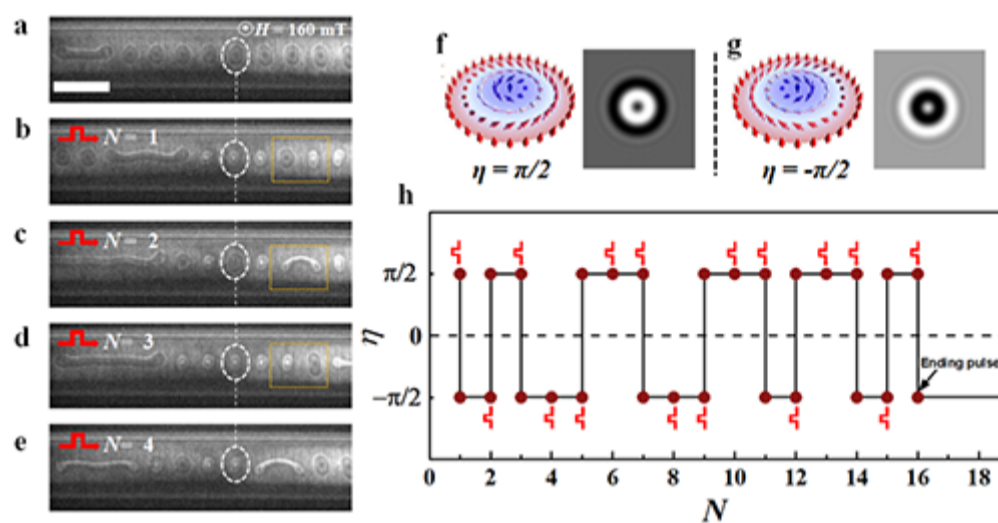 a
H = 160 mT
b
N = 1
c
N = 2
d
N = 3
e
N = 4
f
η = π/2
g
η = -π/2
h
π/2
0
−π/2
η
Ending pulse
0 2 4 6 8 10 12 14 16 18
N